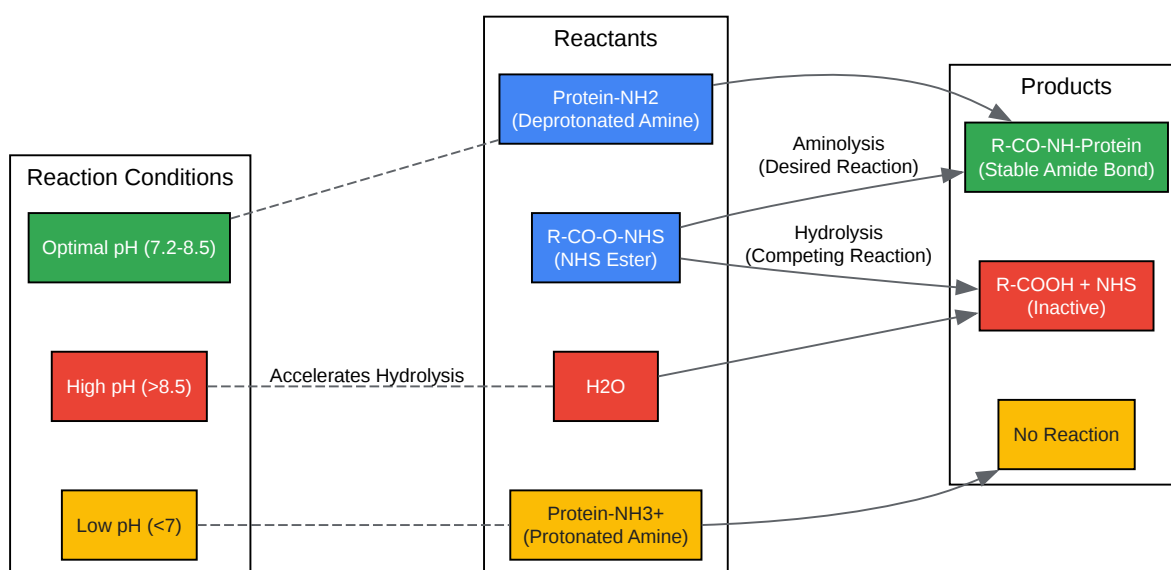 Reaction Conditions
Optimal pH (7.2-8.5)
High pH (>8.5)
Low pH (<7)
Accelerates Hydrolysis
Reactants
Protein-NH2
(Deprotonated Amine)
R-CO-O-NHS
(NHS Ester)
H2O
Protein-NH3+
(Protonated Amine)
Aminolysis
(Desired Reaction)
Hydrolysis
(Competing Reaction)
Products
R-CO-NH-Protein
(Stable Amide Bond)
R-COOH + NHS
(Inactive)
No Reaction